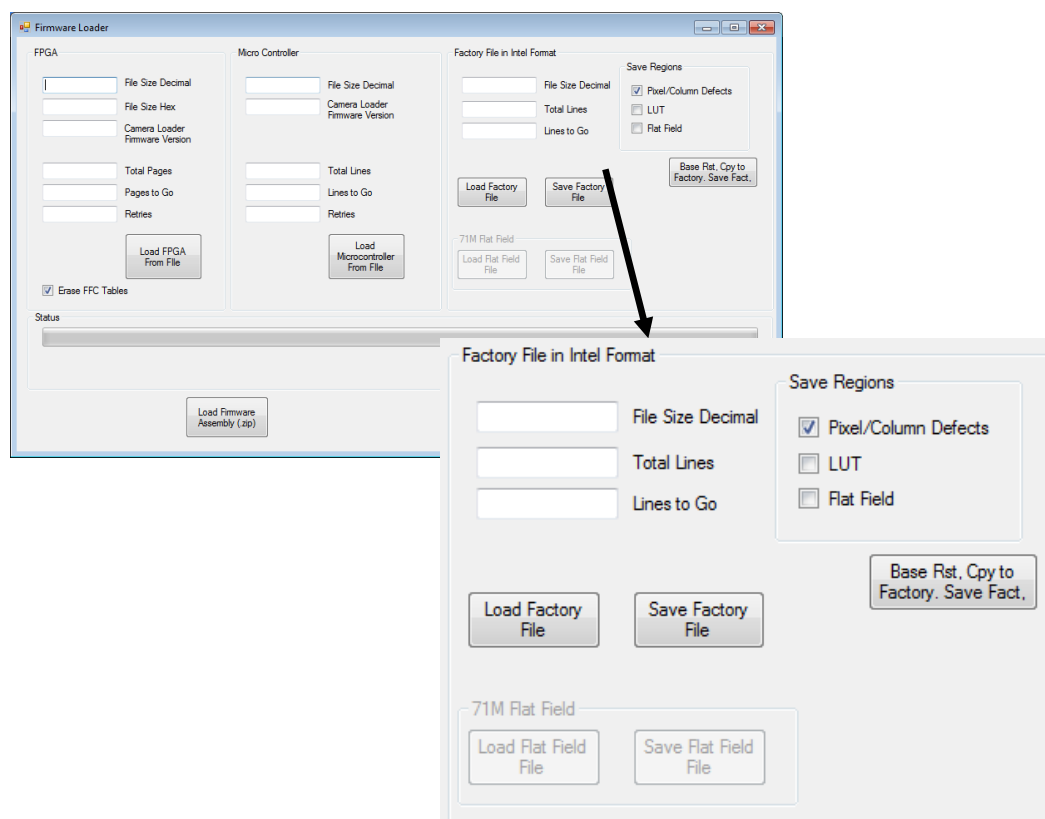 Firmware Loader
FPGA
File Size Decimal
File Size Hex
Camera Loader
Firmware Version
Total Pages
Pages to Go
Retries
Load FPGA
From FIle
Erase FFC Tables
Micro Controller
File Size Decimal
Camera Loader
Firmware Version
Total Lines
Lines to Go
Retries
Load
Microcontroller
From FIle
Factory File in Intel Format
File Size Decimal
Total Lines
Lines to Go
Save Regions
Pixel/Column Defects
LUT
Flat Field
Base Rst, Cpy to
Factory. Save Fact,
Load Factory
File
Save Factory
File
71M Flat Field
Load Flat Field
File
Save Flat Field
File
Status
Load Firmware
Assembly (.zip)
Factory File in Intel Format
File Size Decimal
Total Lines
Lines to Go
Save Regions
Pixel/Column Defects
LUT
Flat Field
Base Rst, Cpy to
Factory. Save Fact,
Load Factory
File
Save Factory
File
71M Flat Field
Load Flat Field
File
Save Flat Field
File